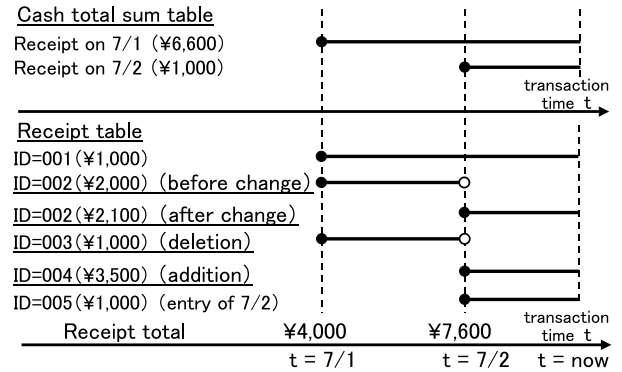 Cash total sum table
Receipt on 7/1 (¥6,600)
Receipt on 7/2 (¥1,000)
transaction
time t
Receipt table
ID=001(¥1,000)
ID=002(¥2,000) (before change)
ID=002(¥2,100) (after change)
ID=003(¥1,000) (deletion)
ID=004(¥3,500) (addition)
ID=005(¥1,000) (entry of 7/2)
transaction
time t
Receipt total ¥4,000 ¥7,600
t = 7/1 t = 7/2 t = now